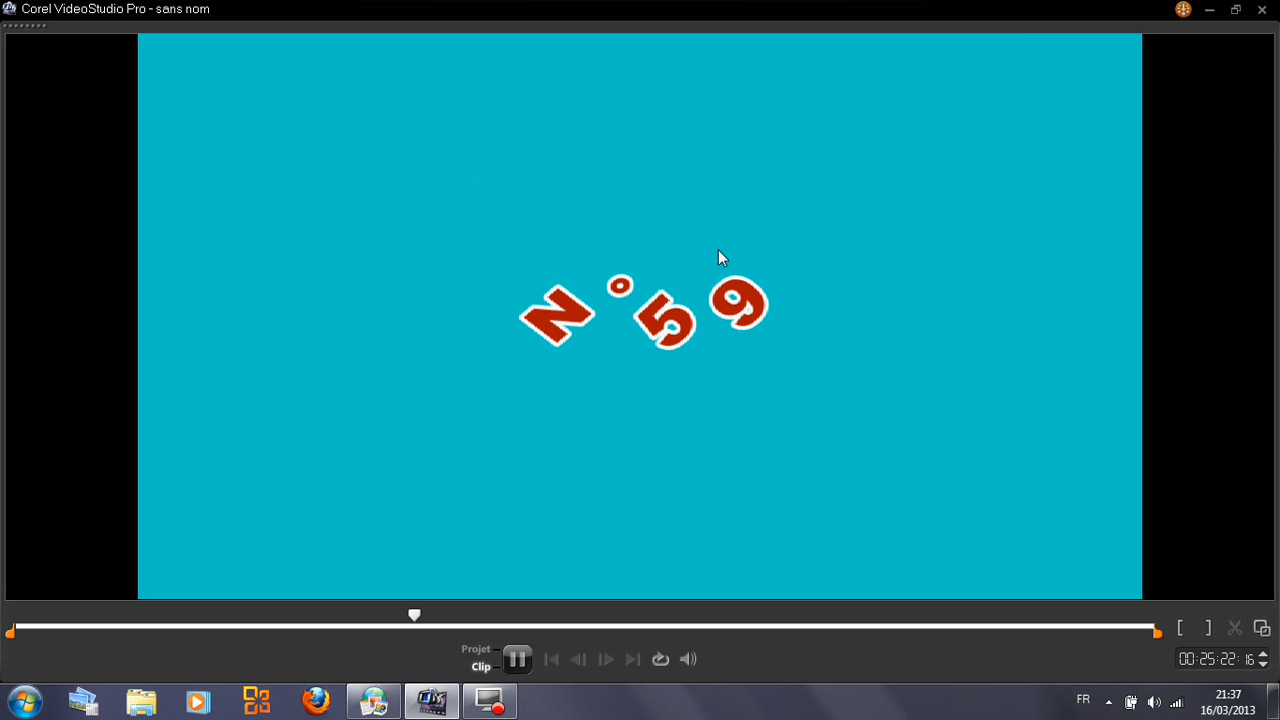 Corel VideoStudio Pro - sans nom
N°59
Projet
Clip
[ ]
00:25:22:16
FR
21:37
16/03/2013